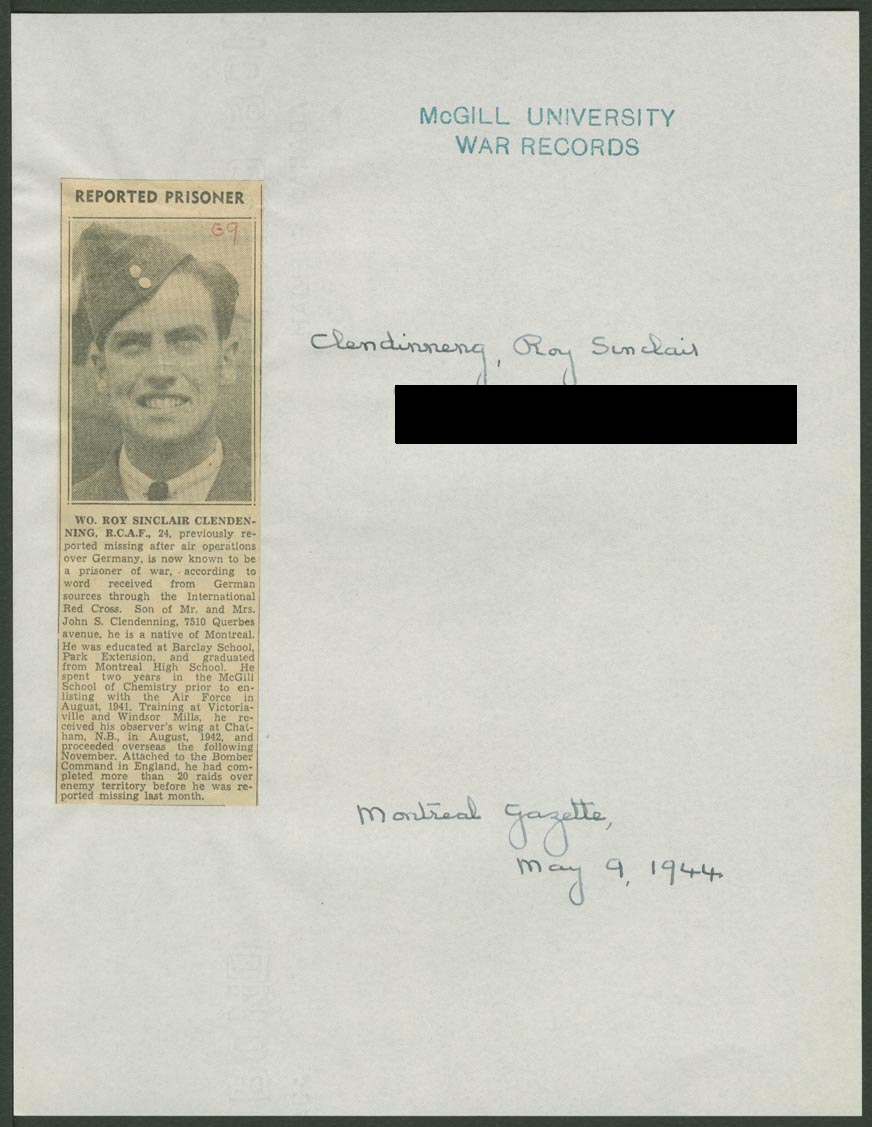 McGILL UNIVERSITY
WAR RECORDS
REPORTED PRISONER
G9
Clendinneng, Roy Sinclair
WO. ROY SINCLAIR CLENDEN-
NING, R.C.A.F., 24, previously re-
ported missing after air operations
over Germany, is now known to be
a prisoner of war, according to
word received from German
sources through the International
Red Cross. Son of Mr. and Mrs.
John S. Clendenning, 7510 Querbes
avenue, he is a native of Montreal.
He was educated at Barclay School,
Park Extension, and graduated
from Montreal High School. He
spent two years in the McGill
School of Chemistry prior to en-
listing with the Air Force in
August, 1941. Training at Victoria-
ville and Windsor Mills, he re-
ceived his observer's wing at Chat-
ham, N.B., in August, 1942, and
proceeded overseas the following
November. Attached to the Bomber
Command in England, he had com-
pleted more than 20 raids over
enemy territory before he was re-
ported missing last month.
Montreal Gazette,
May 9, 1944